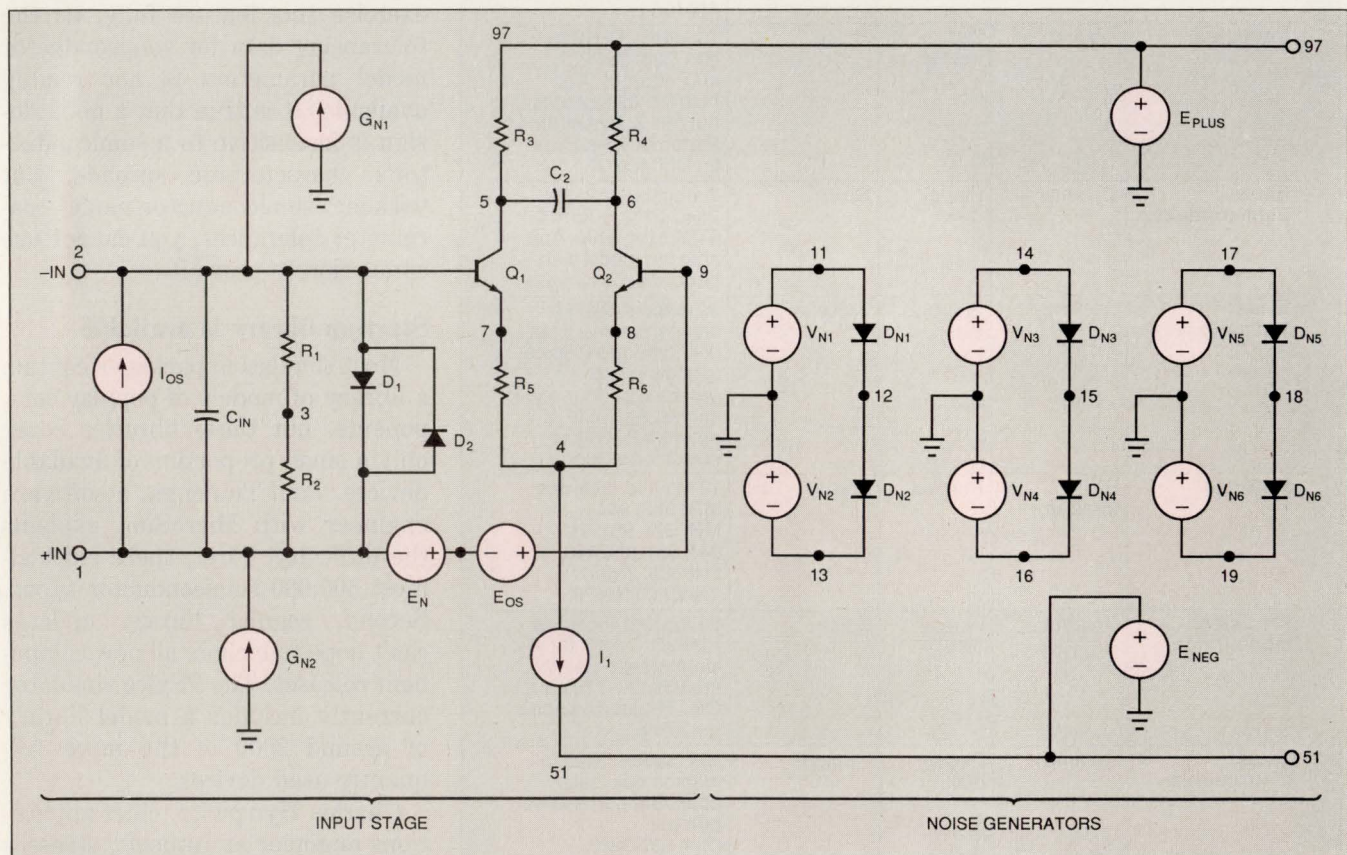 97
97
G_N1
E_PLUS
R_3
R_4
C_2
5
6
2
-IN
Q_1
Q_2
9
11
14
17
I_OS
C_IN
R_1
D_1
D_2
3
R_2
7
8
R_5
R_6
4
V_N1
D_N1
V_N3
D_N3
V_N5
D_N5
12
15
18
V_N2
D_N2
V_N4
D_N4
V_N6
D_N6
13
16
19
+IN
1
E_N
E_OS
G_N2
I_1
E_NEG
51
51
INPUT STAGE
NOISE GENERATORS